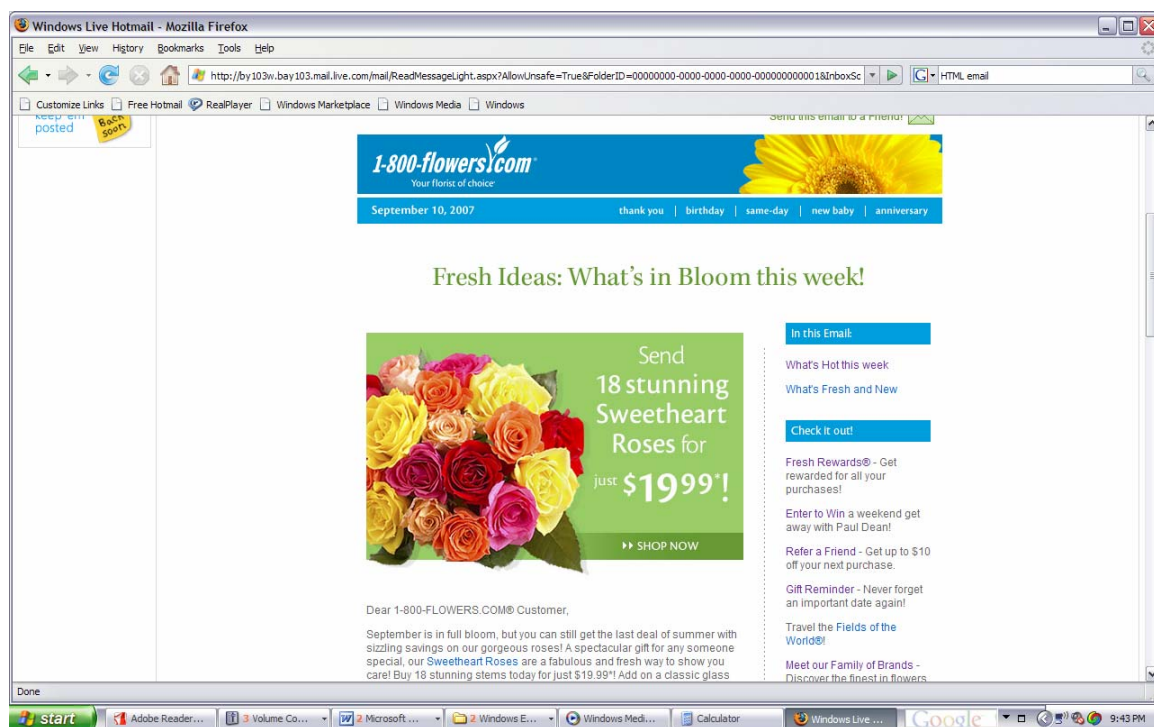 Windows Live Hotmail - Mozilla Firefox
File Edit View History Bookmarks Tools Help
http://by103w.bay103.mail.live.com/mail/ReadMessageLight.aspx?AllowUnsafe=True&FolderID=00000000-0000-0000-0000-000000000001&InboxSc
G HTML email
Customize Links Free Hotmail RealPlayer Windows Marketplace Windows Media Windows
keep 'em
posted
Back
soon
Send this email to a Friend!
1-800-flowers.com
Your florist of choice
September 10, 2007 thank you | birthday | same-day | new baby | anniversary
Fresh Ideas: What's in Bloom this week!
Send
18 stunning
Sweetheart
Roses for
just $19.99*!
SHOP NOW
In this Email:
What's Hot this week
What's Fresh and New
Check it out!
Fresh Rewards® - Get
rewarded for all your
purchases!
Enter to Win a weekend get
away with Paul Dean!
Refer a Friend - Get up to $10
off your next purchase.
Gift Reminder - Never forget
an important date again!
Travel the Fields of the
World®!
Meet our Family of Brands -
Discover the finest in flowers
Dear 1-800-FLOWERS.COM® Customer,
September is in full bloom, but you can still get the last deal of summer with
sizzling savings on our gorgeous roses! A spectacular gift for any someone
special, our Sweetheart Roses are a fabulous and fresh way to show you
care! Buy 18 stunning stems today for just $19.99*! Add on a classic glass
Done
start Adobe Reader... 3 Volume Co... 2 Microsoft ... 2 Windows E... Windows Medi... Calculator Windows Live ... Google 9:43 PM